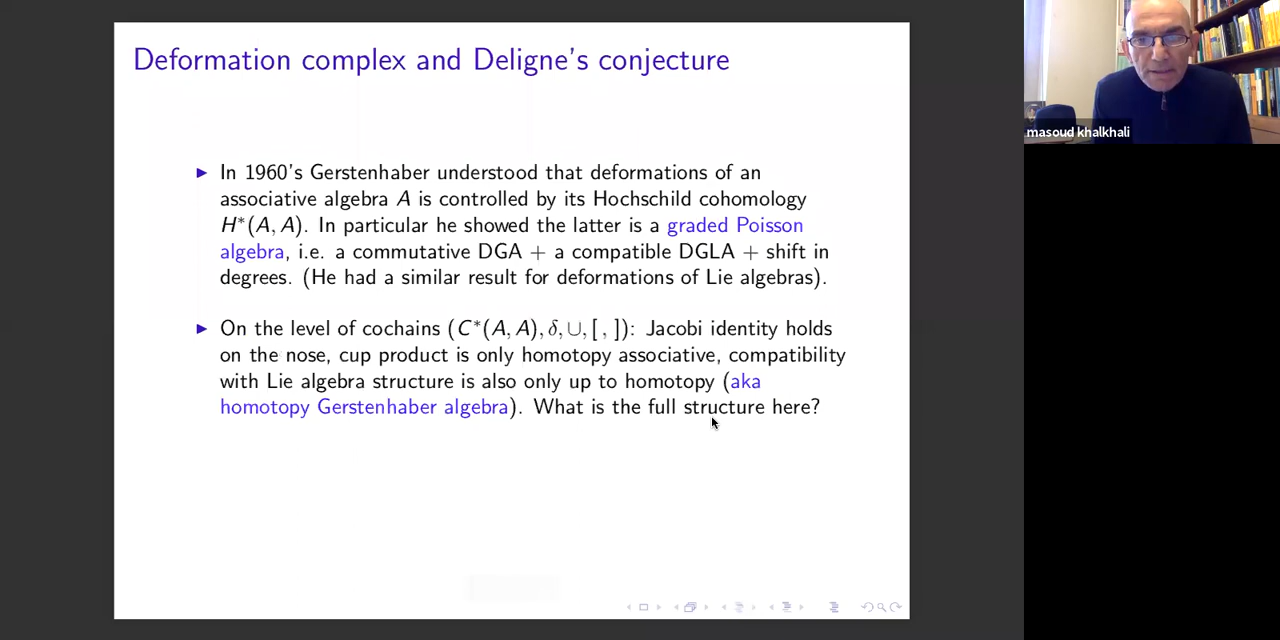 Deformation complex and Deligne's conjecture
▶ In 1960's Gerstenhaber understood that deformations of an
associative algebra A is controlled by its Hochschild cohomology
H*(A, A). In particular he showed the latter is a graded Poisson
algebra, i.e. a commutative DGA + a compatible DGLA + shift in
degrees. (He had a similar result for deformations of Lie algebras).
▶ On the level of cochains (C*(A, A), δ, ∪, [ , ]): Jacobi identity holds
on the nose, cup product is only homotopy associative, compatibility
with Lie algebra structure is also only up to homotopy (aka
homotopy Gerstenhaber algebra). What is the full structure here?
masoud khalkhali